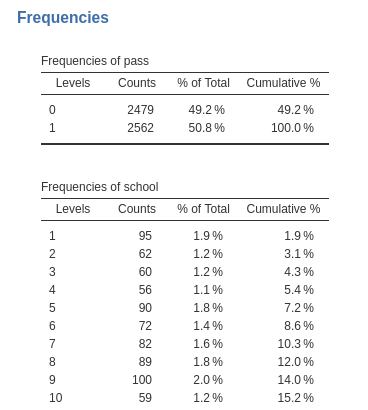 Frequencies
Frequencies of pass
Levels Counts % of Total Cumulative %
0 2479 49.2 % 49.2 %
1 2562 50.8 % 100.0 %
Frequencies of school
Levels Counts % of Total Cumulative %
1 95 1.9 % 1.9 %
2 62 1.2 % 3.1 %
3 60 1.2 % 4.3 %
4 56 1.1 % 5.4 %
5 90 1.8 % 7.2 %
6 72 1.4 % 8.6 %
7 82 1.6 % 10.3 %
8 89 1.8 % 12.0 %
9 100 2.0 % 14.0 %
10 59 1.2 % 15.2 %